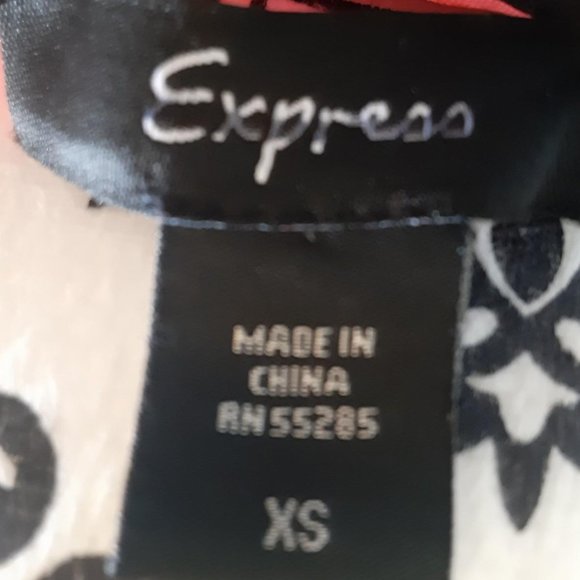 Express
MADE IN
CHINA
RN 55285
XS